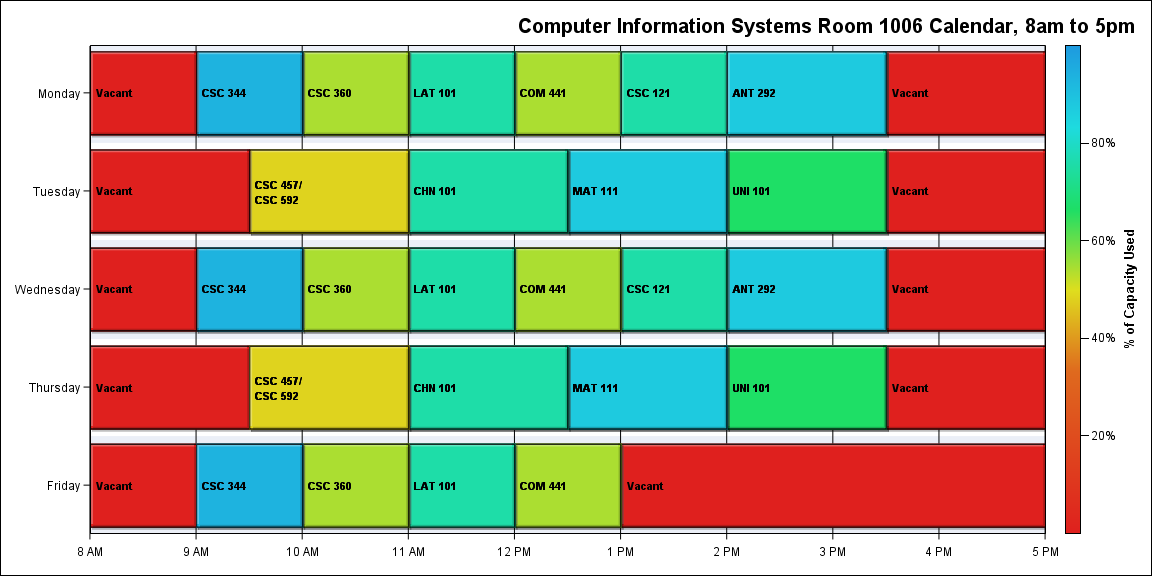 Computer Information Systems Room 1006 Calendar, 8am to 5pm
Monday
Vacant
CSC 344
CSC 360
LAT 101
COM 441
CSC 121
ANT 292
Vacant
Tuesday
Vacant
CSC 457/
CSC 592
CHN 101
MAT 111
UNI 101
Vacant
Wednesday
Vacant
CSC 344
CSC 360
LAT 101
COM 441
CSC 121
ANT 292
Vacant
Thursday
Vacant
CSC 457/
CSC 592
CHN 101
MAT 111
UNI 101
Vacant
Friday
Vacant
CSC 344
CSC 360
LAT 101
COM 441
Vacant
8 AM
9 AM
10 AM
11 AM
12 PM
1 PM
2 PM
3 PM
4 PM
5 PM
80%
60%
40%
20%
% of Capacity Used